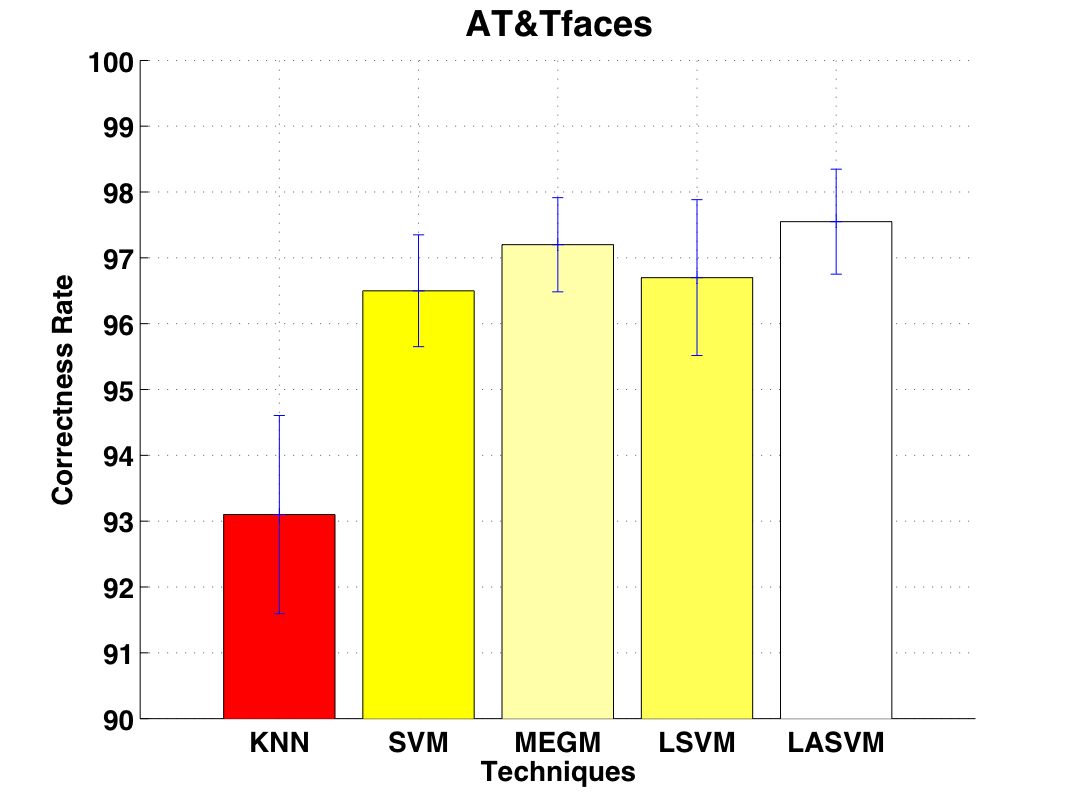 AT&Tfaces
100
99
98
97
96
95
94
93
92
91
90
Correctness Rate
KNN SVM MEGM LSVM LASVM
Techniques